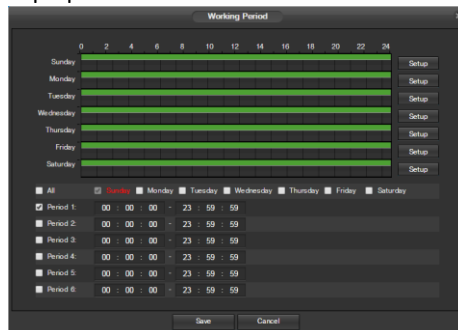 Working Period
0 2 4 6 8 10 12 14 16 18 20 22 24
Sunday Setup
Monday Setup
Tuesday Setup
Wednesday Setup
Thursday Setup
Friday Setup
Saturday Setup
All Sunday Monday Tuesday Wednesday Thursday Friday Saturday
Period 1: 00 : 00 : 00 - 23 : 59 : 59
Period 2: 00 : 00 : 00 - 23 : 59 : 59
Period 3: 00 : 00 : 00 - 23 : 59 : 59
Period 4: 00 : 00 : 00 - 23 : 59 : 59
Period 5: 00 : 00 : 00 - 23 : 59 : 59
Period 6: 00 : 00 : 00 - 23 : 59 : 59
Save Cancel